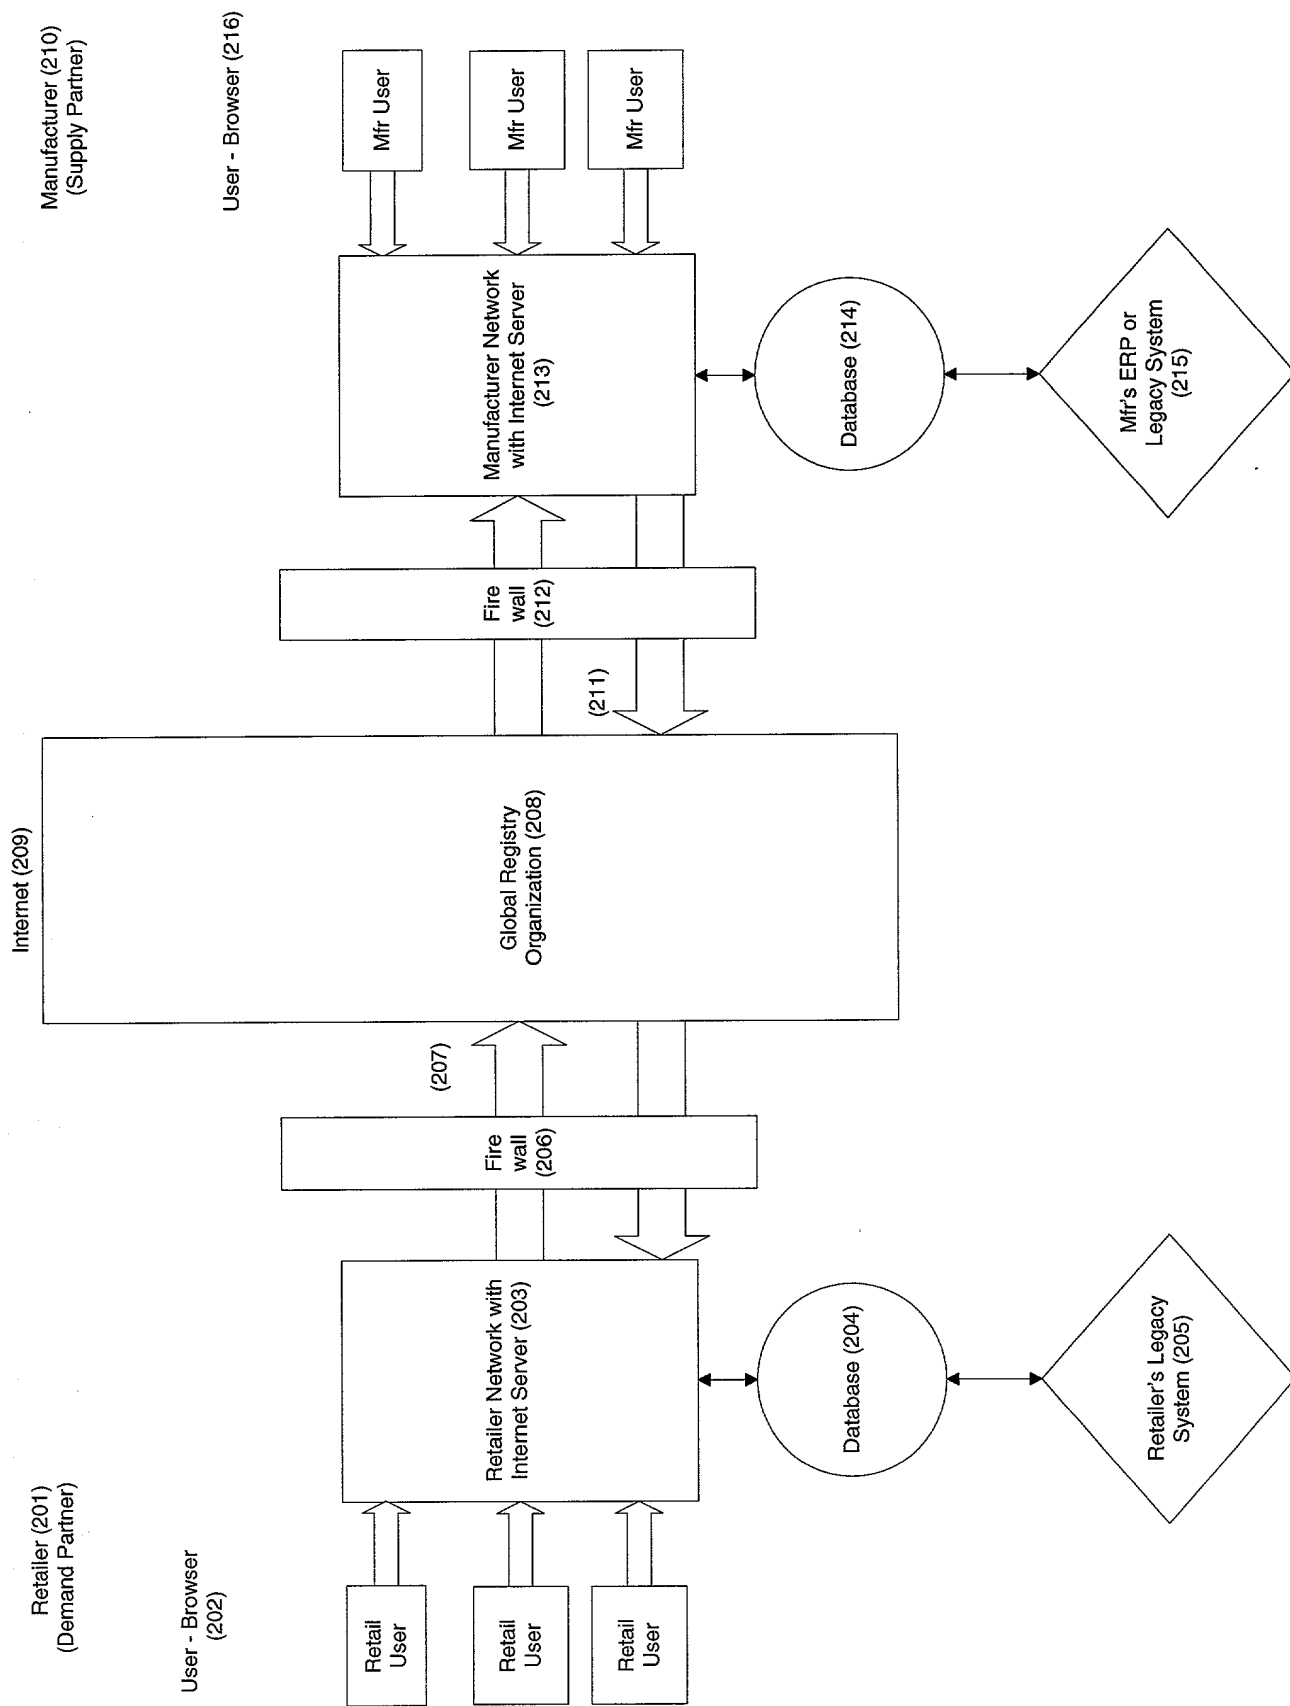 Retailer (201)
(Demand Partner)
Internet (209)
Manufacturer (210)
(Supply Partner)
User - Browser
(202)
User - Browser (216)
Retail
User
Retail
User
Retail
User
Retailer Network with
Internet Server (203)
Fire
wall
(206)
(207)
Global Registry
Organization (208)
(211)
Fire
wall
(212)
Manufacturer Network
with Internet Server
(213)
Mfr User
Mfr User
Mfr User
Database (204)
Database (214)
Retailer's Legacy
System (205)
Mfr's ERP or
Legacy System
(215)